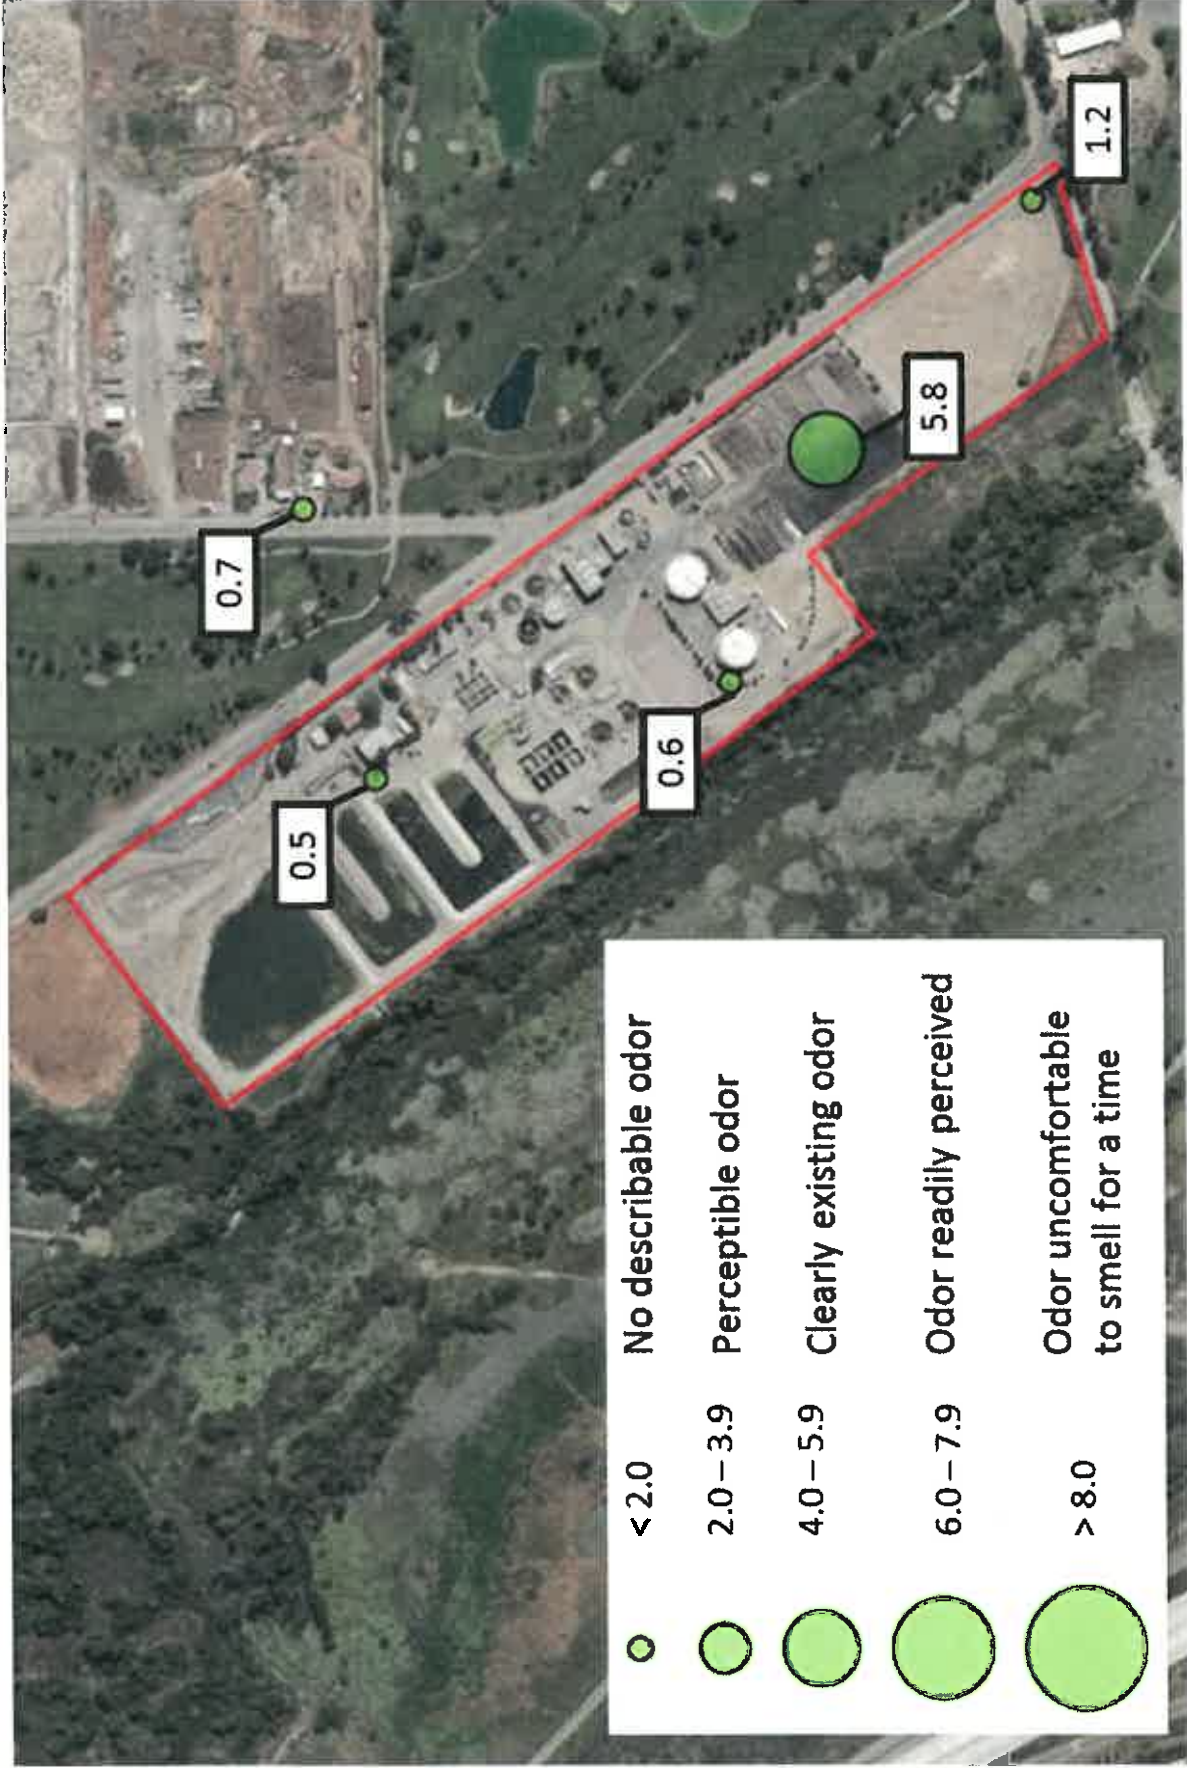 0.7
1.2
0.5
5.8
0.6
< 2.0 No describable odor
2.0 – 3.9 Perceptible odor
4.0 – 5.9 Clearly existing odor
6.0 – 7.9 Odor readily perceived
> 8.0 Odor uncomfortable
to smell for a time